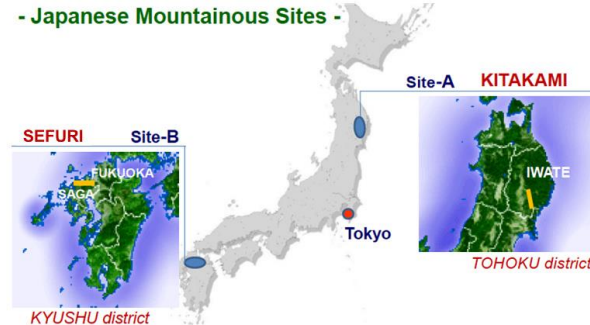 - Japanese Mountainous Sites -
Site-A KITAKAMI
SEFURI Site-B
FUKUOKA
SAGA
IWATE
Tokyo
TOHOKU district
KYUSHU district